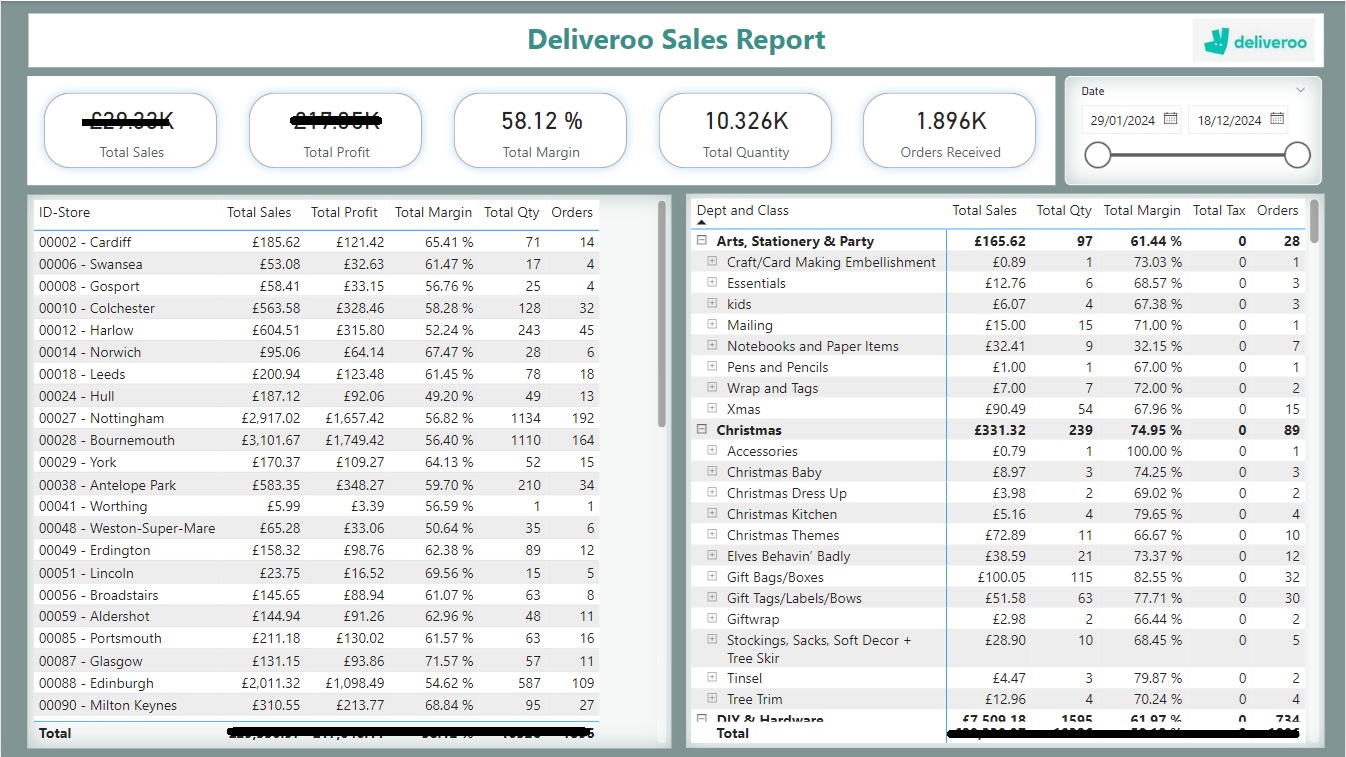 Deliveroo Sales Report
deliveroo
58.12 %
10.326K
1.896K
Total Sales
Total Profit
Total Margin
Total Quantity
Orders Received
Date
29/01/2024
18/12/2024
ID-Store Total Sales Total Profit Total Margin Total Qty Orders
00002 - Cardiff £185.62 £121.42 65.41 % 71 14
00006 - Swansea £53.08 £32.63 61.47 % 17 4
00008 - Gosport £58.41 £33.15 56.76 % 25 4
00010 - Colchester £563.58 £328.46 58.28 % 128 32
00012 - Harlow £604.51 £315.80 52.24 % 243 45
00014 - Norwich £95.06 £64.14 67.47 % 28 6
00018 - Leeds £200.94 £123.48 61.45 % 78 18
00024 - Hull £187.12 £92.06 49.20 % 49 13
00027 - Nottingham £2,917.02 £1,657.42 56.82 % 1134 192
00028 - Bournemouth £3,101.67 £1,749.42 56.40 % 1110 164
00029 - York £170.37 £109.27 64.13 % 52 15
00038 - Antelope Park £583.35 £348.27 59.70 % 210 34
00041 - Worthing £5.99 £3.39 56.59 % 1 1
00048 - Weston-Super-Mare £65.28 £33.06 50.64 % 35 6
00049 - Erdington £158.32 £98.76 62.38 % 89 12
00051 - Lincoln £23.75 £16.52 69.56 % 15 5
00056 - Broadstairs £145.65 £88.94 61.07 % 63 8
00059 - Aldershot £144.94 £91.26 62.96 % 48 11
00085 - Portsmouth £211.18 £130.02 61.57 % 63 16
00087 - Glasgow £131.15 £93.86 71.57 % 57 11
00088 - Edinburgh £2,011.32 £1,098.49 54.62 % 587 109
00090 - Milton Keynes £310.55 £213.77 68.84 % 95 27
Total
Dept and Class Total Sales Total Qty Total Margin Total Tax Orders
Arts, Stationery & Party £165.62 97 61.44 % 0 28
Craft/Card Making Embellishment £0.89 1 73.03 % 0 1
Essentials £12.76 6 68.57 % 0 3
kids £6.07 4 67.38 % 0 3
Mailing £15.00 15 71.00 % 0 1
Notebooks and Paper Items £32.41 9 32.15 % 0 7
Pens and Pencils £1.00 1 67.00 % 0 1
Wrap and Tags £7.00 7 72.00 % 0 2
Xmas £90.49 54 67.96 % 0 15
Christmas £331.32 239 74.95 % 0 89
Accessories £0.79 1 100.00 % 0 1
Christmas Baby £8.97 3 74.25 % 0 3
Christmas Dress Up £3.98 2 69.02 % 0 2
Christmas Kitchen £5.16 4 79.65 % 0 4
Christmas Themes £72.89 11 66.67 % 0 10
Elves Behavin’ Badly £38.59 21 73.37 % 0 12
Gift Bags/Boxes £100.05 115 82.55 % 0 32
Gift Tags/Labels/Bows £51.58 63 77.71 % 0 30
Giftwrap £2.98 2 66.44 % 0 2
Stockings, Sacks, Soft Decor + £28.90 10 68.45 % 0 5
Tree Skir
Tinsel £4.47 3 79.87 % 0 2
Tree Trim £12.96 4 70.24 % 0 4
DIY & Hardware £7,509.18 1595 61.97 % 0 734
Total